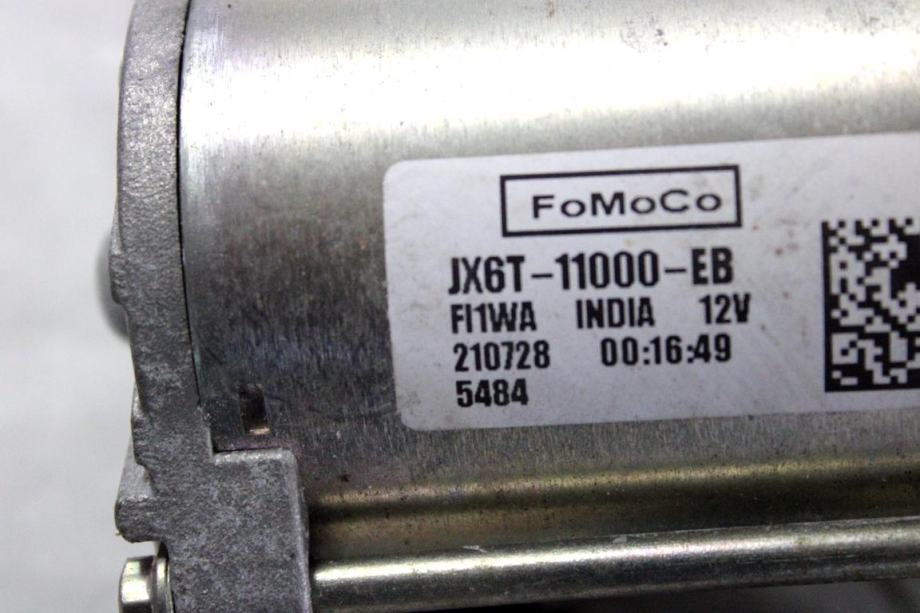 FoMoCo
JX6T-11000-EB
FI1WA INDIA 12V
210728 00:16:49
5484